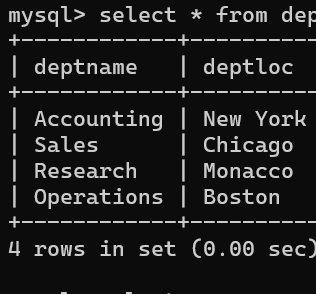 mysql> select * from dep
+------------+----------
| deptname   | deptloc
+------------+----------
| Accounting | New York
| Sales      | Chicago
| Research   | Monacco
| Operations | Boston
+------------+----------
4 rows in set (0.00 sec)